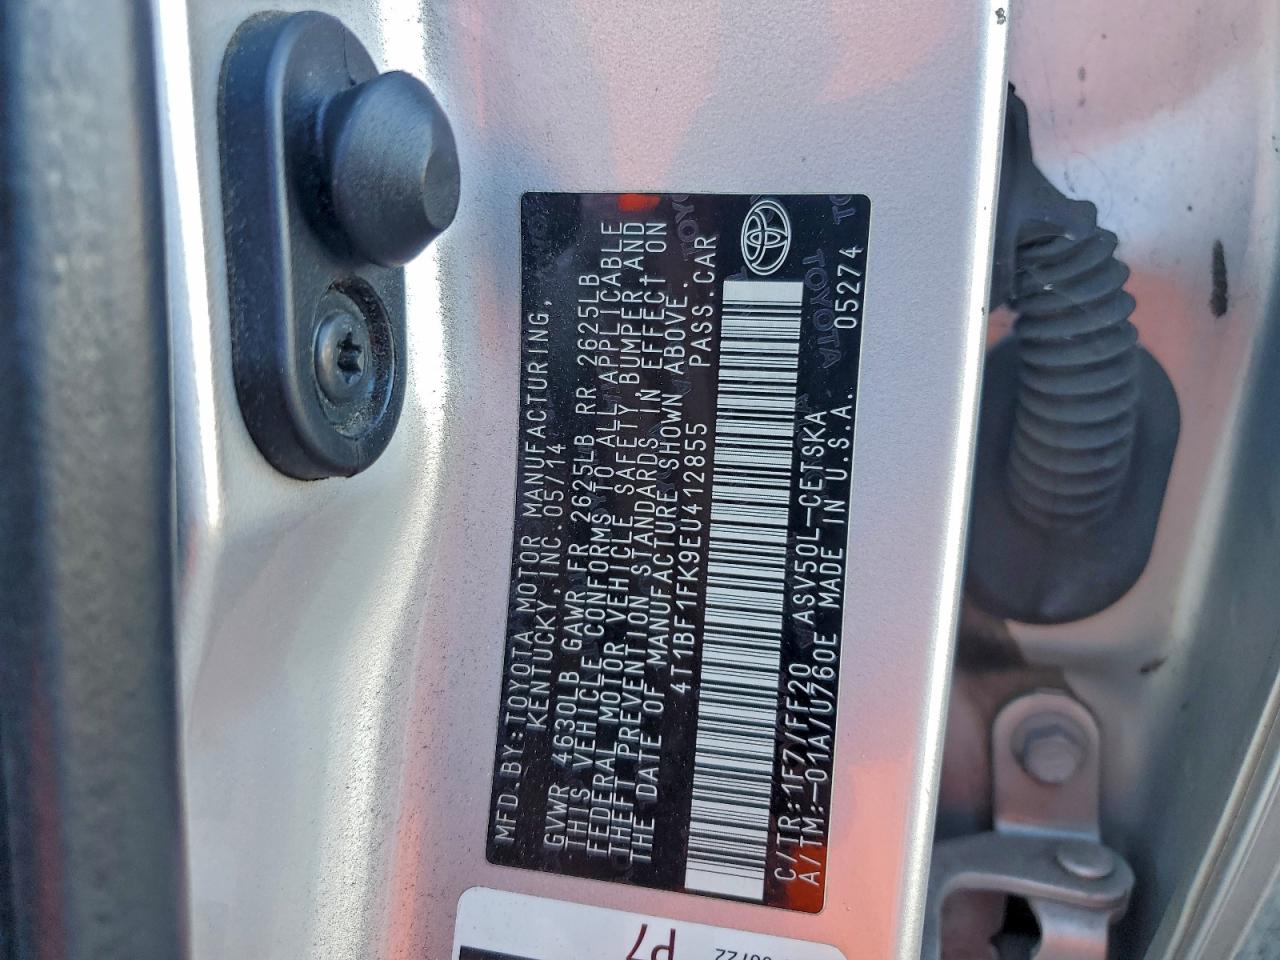 MFD.BY:TOYOTA MOTOR MANUFACTURING,
KENTUCKY,INC.05/14
GVWR 4630LB GAWR FR 2625LB RR 2625LB
THIS VEHICLE CONFORMS TO ALL APPLICABLE
FEDERAL MOTOR VEHICLE SAFETY, BUMPER, AND
THEFT PREVENTION STANDARDS IN EFFECT ON
THE DATE OF MANUFACTURE SHOWN ABOVE.
4T1BF1FK9EU412855 PASS.CAR
C/TR:1F7/FF20 ASV50L-CETSKA
A/TM:-01A/U760E MADE IN U.S.A. 05274
TOYOTA
P7